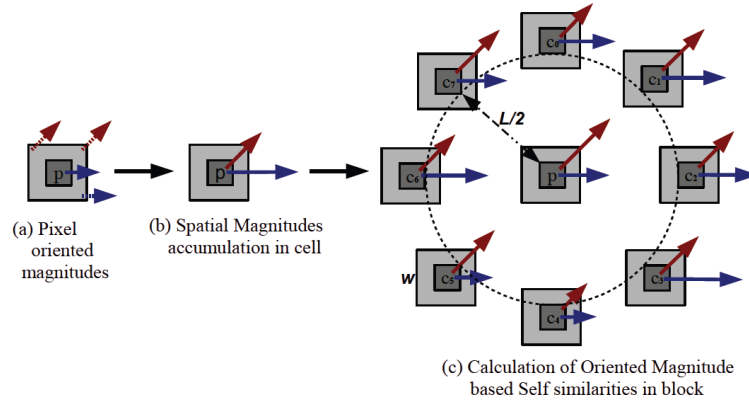 C₀
C₇
C₁
L/2
p
p
C₆
p
C₂
(a) Pixel
oriented
magnitudes
(b) Spatial Magnitudes
accumulation in cell
w
C₅
C₃
C₄
(c) Calculation of Oriented Magnitude
based Self similarities in block